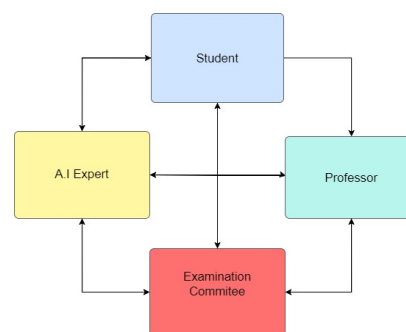 Student
A.I Expert
Professor
Examination
Commitee